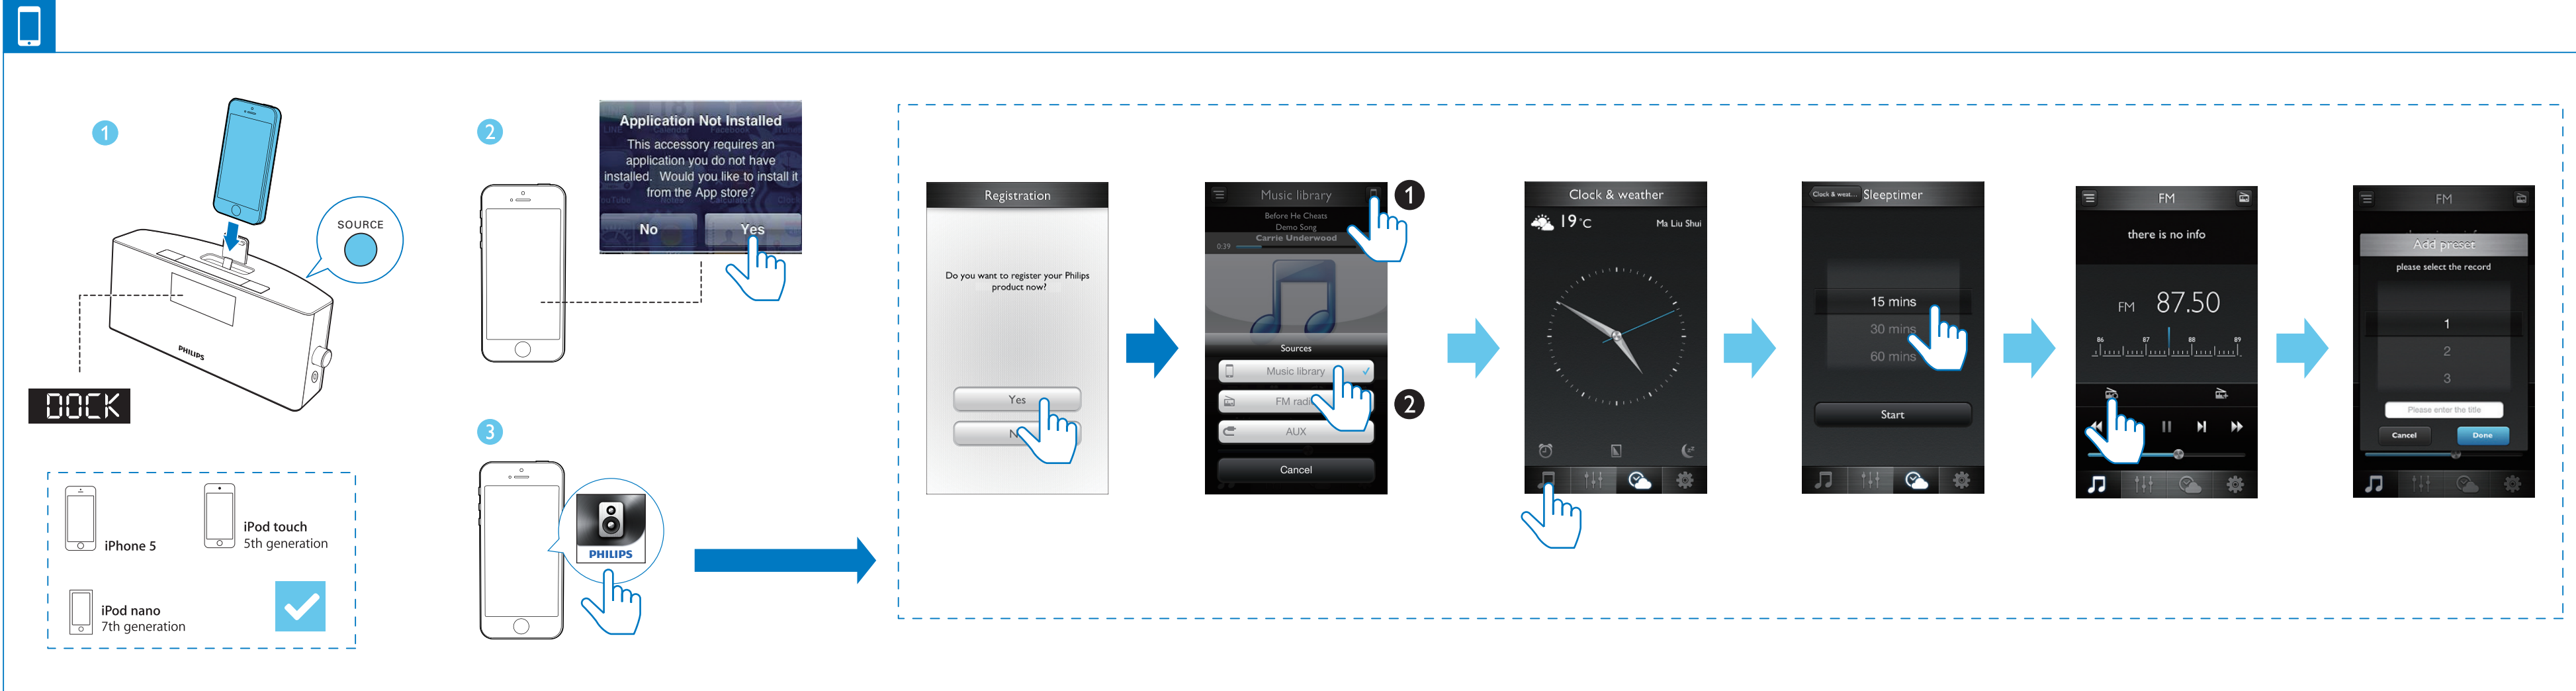 1
SOURCE
PHILIPS
DOCK
iPhone 5
iPod touch
5th generation
iPod nano
7th generation
2
Application Not Installed
This accessory requires an
application you do not have
installed. Would you like to install it
from the App store?
No
Yes
3
PHILIPS
Registration
Do you want to register your Philips
product now?
Yes
Music library
1
Before He Cheats
Demo Song
Carrie Underwood
0:39
Sources
Music library
FM radi
2
AUX
Cancel
Clock & weather
19°C
Ma Liu Shui
Clock & weat...
Sleeptimer
15 mins
30 mins
60 mins
Start
FM
there is no info
FM 87.50
86 87 88 89
FM
Add preset
please select the record
1
2
3
Please enter the title
Cancel
Done